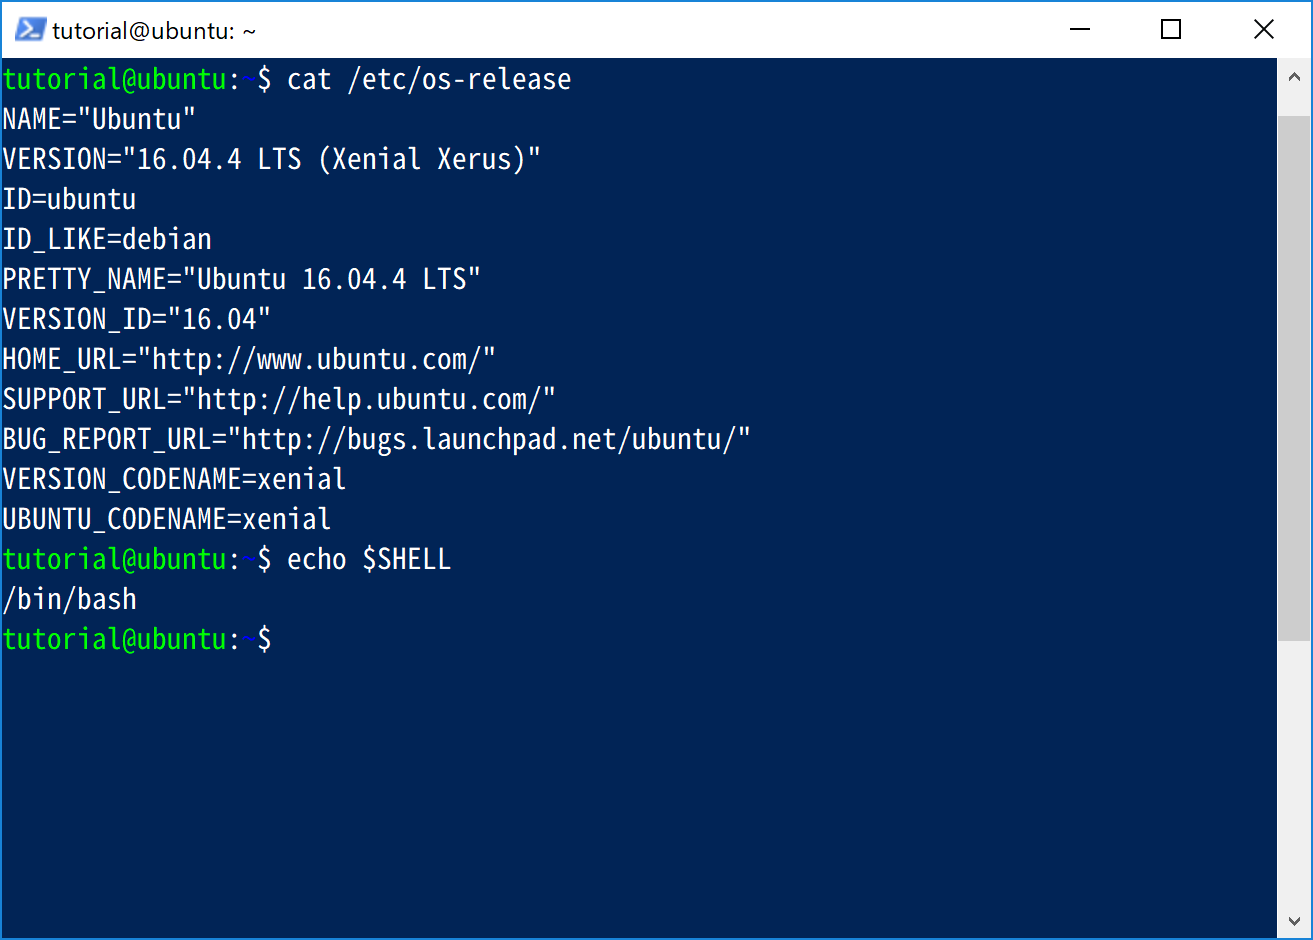 tutorial@ubuntu: ~
tutorial@ubuntu:~$ cat /etc/os-release
NAME="Ubuntu"
VERSION="16.04.4 LTS (Xenial Xerus)"
ID=ubuntu
ID_LIKE=debian
PRETTY_NAME="Ubuntu 16.04.4 LTS"
VERSION_ID="16.04"
HOME_URL="http://www.ubuntu.com/"
SUPPORT_URL="http://help.ubuntu.com/"
BUG_REPORT_URL="http://bugs.launchpad.net/ubuntu/"
VERSION_CODENAME=xenial
UBUNTU_CODENAME=xenial
tutorial@ubuntu:~$ echo $SHELL
/bin/bash
tutorial@ubuntu:~$